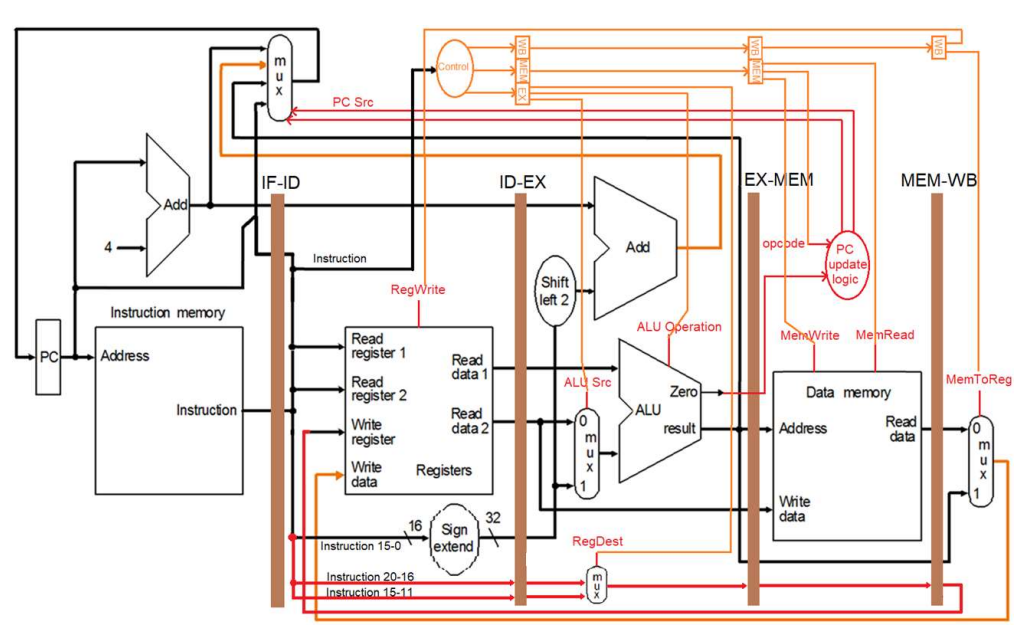 WB
WB
WB
Control
MEM
MEM
EX
mux
PC Src
IF-ID
ID-EX
EX-MEM
MEM-WB
Add
4
Add
opcode
PC
update
logic
Instruction
Shift
left 2
RegWrite
Instruction memory
ALU Operation
MemWrite
MemRead
PC
Address
Read
register 1
Read
data 1
ALU Src
Zero
Data memory
MemToReg
Read
register 2
Instruction
Read
data 2
0
mux
1
ALU
result
Address
Read
data
0
mux
1
Write
register
Write
data
Registers
Write
data
16
Sign
extend
32
Instruction 15-0
RegDest
Instruction 20-16
Instruction 15-11
mux